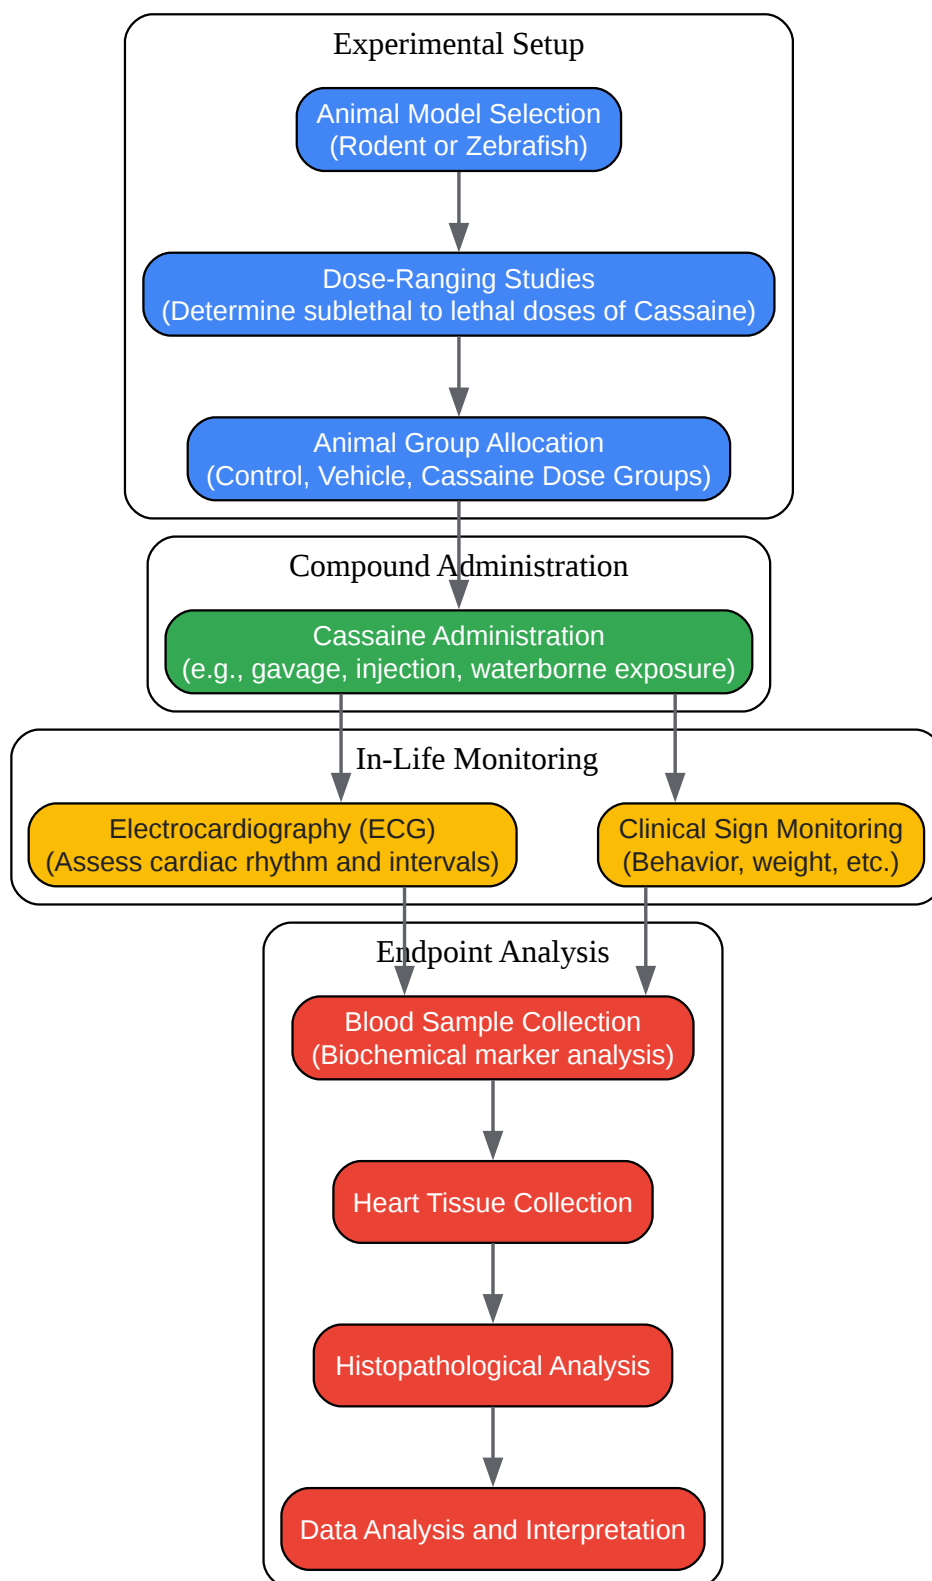 Experimental Setup
Animal Model Selection
(Rodent or Zebrafish)
Dose-Ranging Studies
(Determine sublethal to lethal doses of Cassaine)
Animal Group Allocation
(Control, Vehicle, Cassaine Dose Groups)
Compound Administration
Cassaine Administration
(e.g., gavage, injection, waterborne exposure)
In-Life Monitoring
Electrocardiography (ECG)
(Assess cardiac rhythm and intervals)
Clinical Sign Monitoring
(Behavior, weight, etc.)
Endpoint Analysis
Blood Sample Collection
(Biochemical marker analysis)
Heart Tissue Collection
Histopathological Analysis
Data Analysis and Interpretation